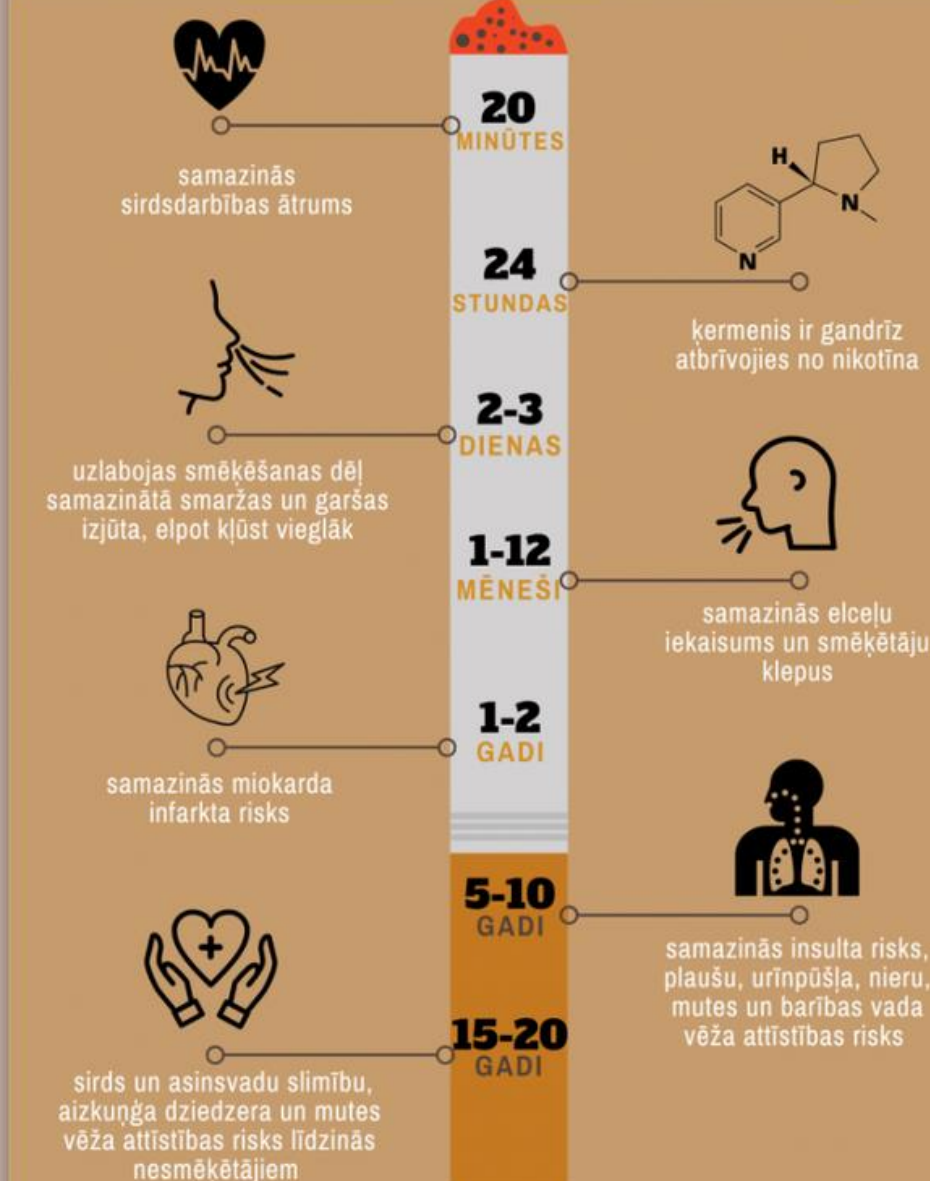 20
MINŪTES
samazinās
sirdsdarbības ātrums
H
N
N
24
STUNDAS
ķermenis ir gandrīz
atbrīvojies no nikotīna
2-3
DIENAS
uzlabojas smēķēšanas dēļ
samazinātā smaržas un garšas
izjūta, elpot kļūst vieglāk
1-12
MĒNEŠI
samazinās elceļu
iekaisums un smēķētāju
klepus
1-2
GADI
samazinās miokarda
infarkta risks
5-10
GADI
samazinās insulta risks,
plaušu, urīnpūšļa, nieru,
mutes un barības vada
vēža attīstības risks
15-20
GADI
sirds un asinsvadu slimību,
aizkuņģa dziedzera un mutes
vēža attīstības risks līdzinās
nesmēķētājiem